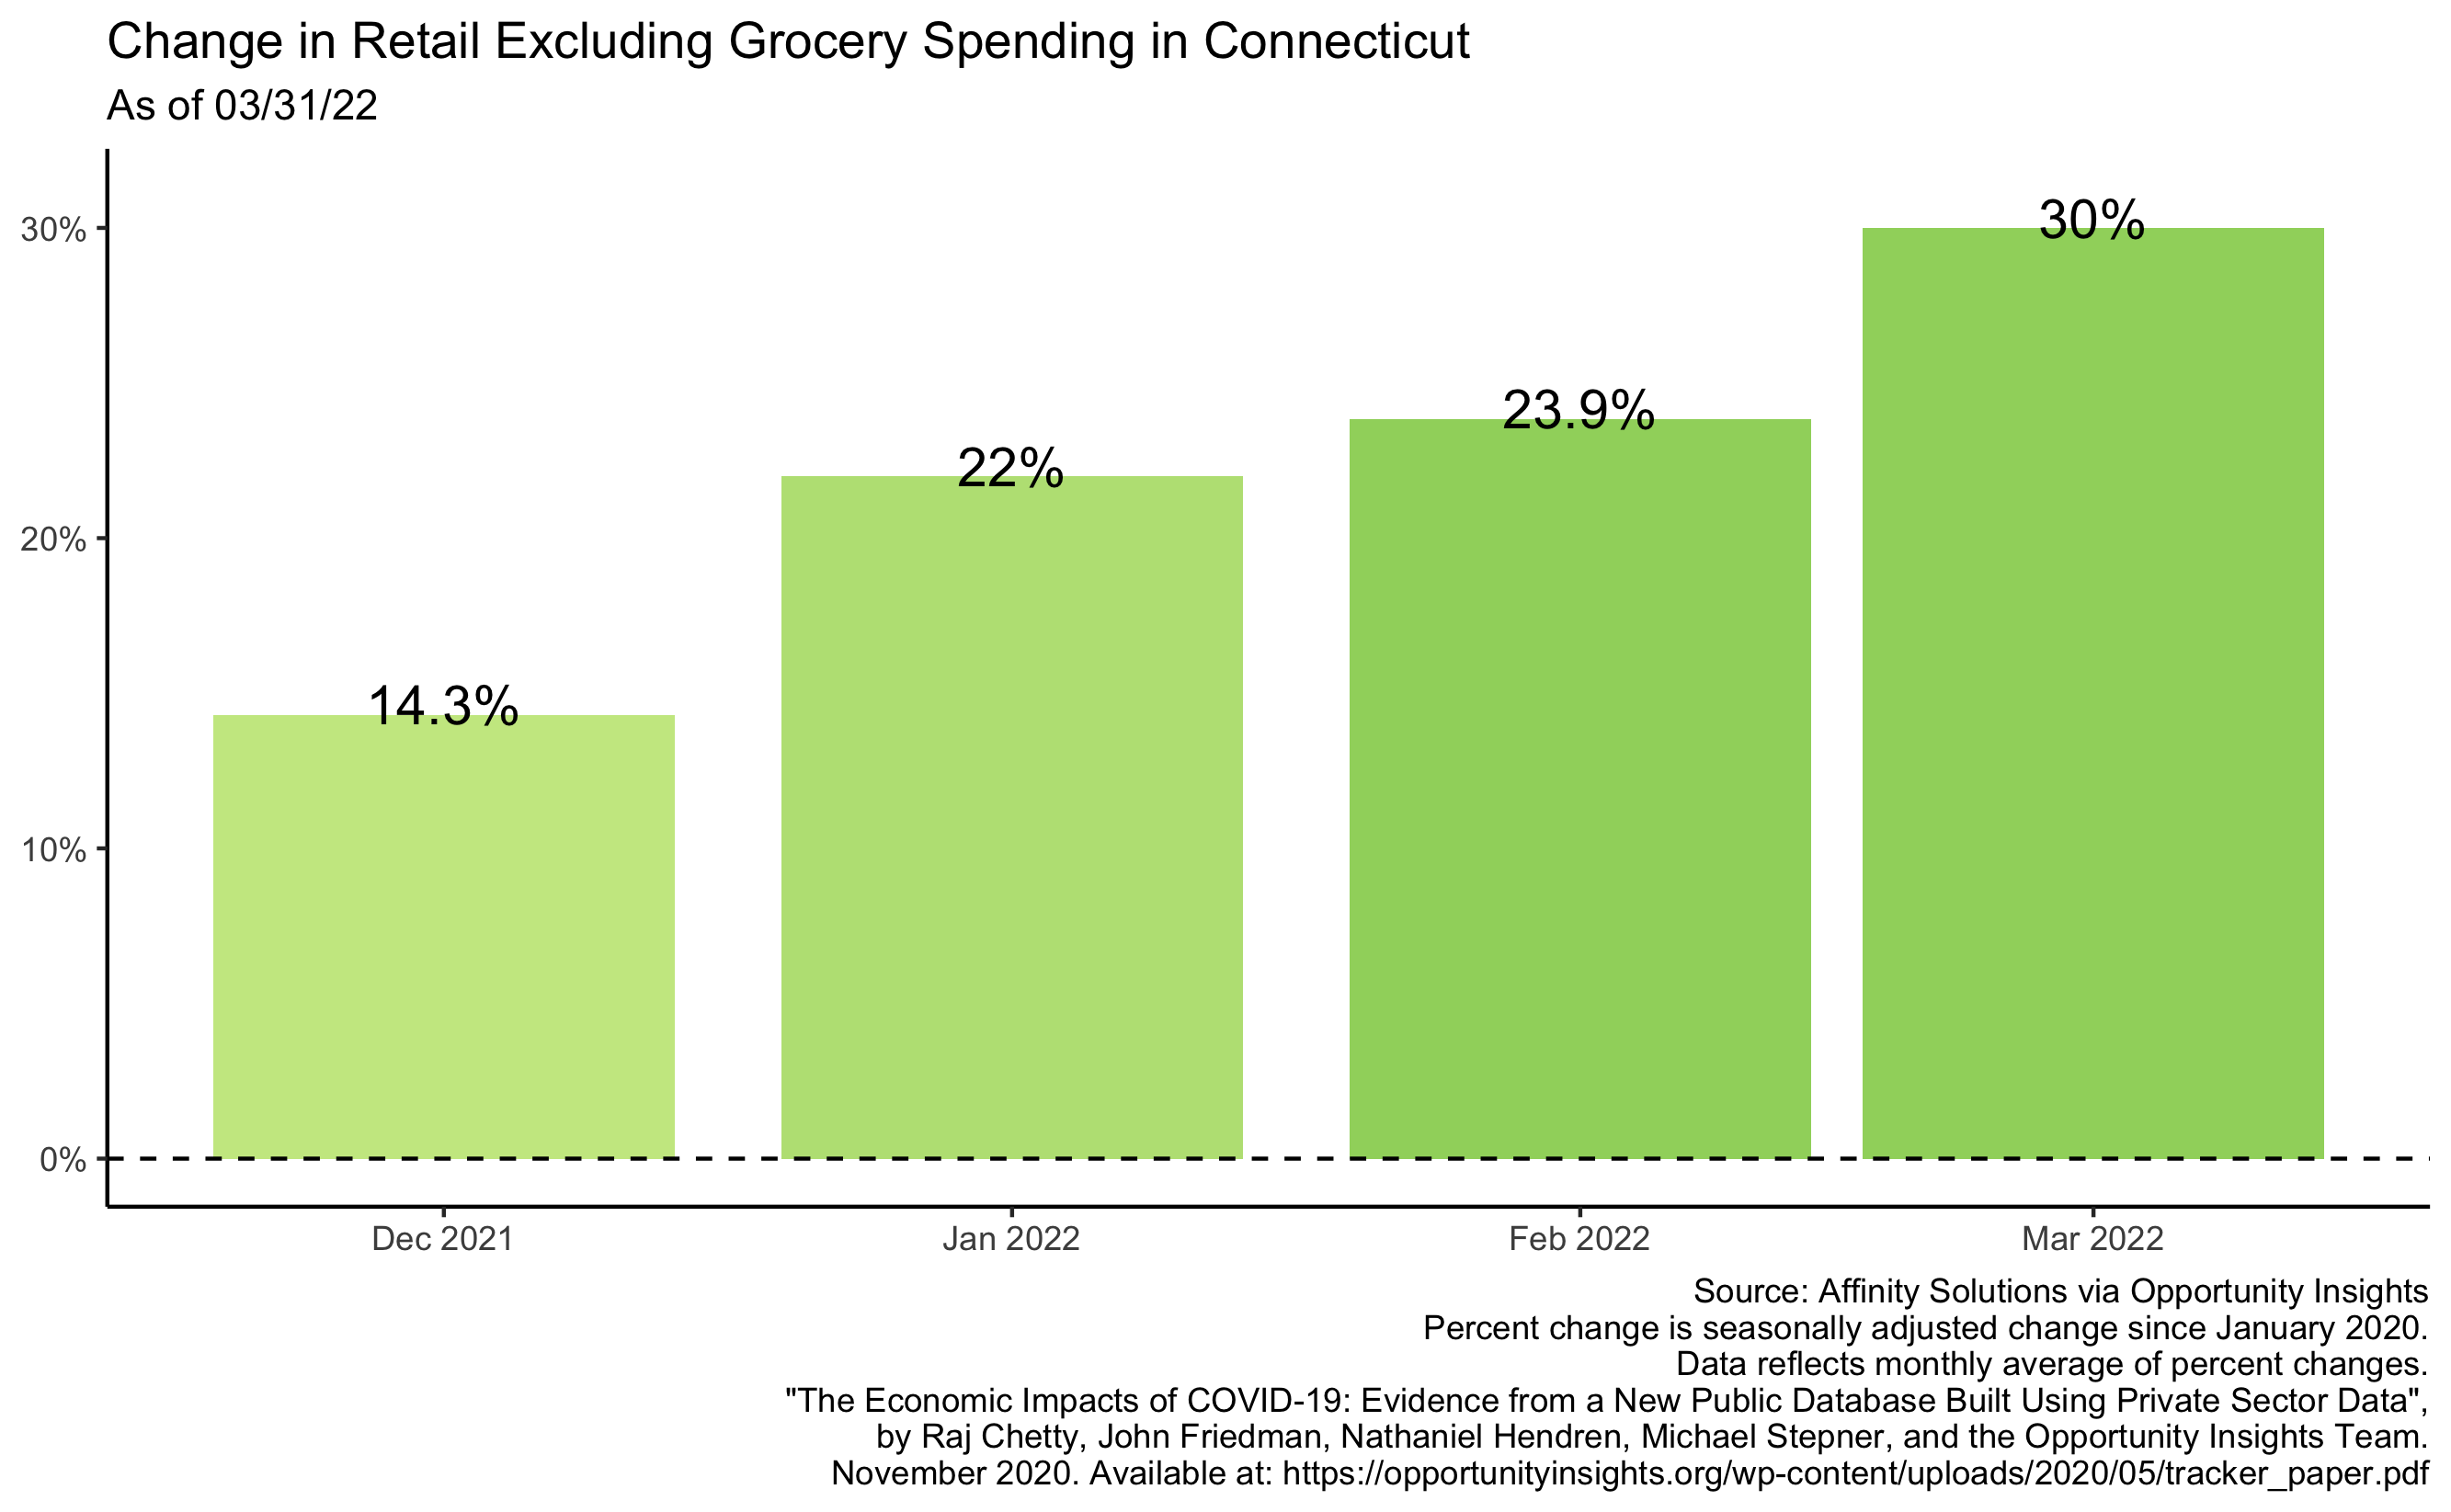 Change in Retail Excluding Grocery Spending in Connecticut
As of 03/31/22
30%
20%
10%
0%
14.3%
22%
23.9%
30%
Dec 2021
Jan 2022
Feb 2022
Mar 2022
Source: Affinity Solutions via Opportunity Insights
Percent change is seasonally adjusted change since January 2020.
Data reflects monthly average of percent changes.
"The Economic Impacts of COVID-19: Evidence from a New Public Database Built Using Private Sector Data",
by Raj Chetty, John Friedman, Nathaniel Hendren, Michael Stepner, and the Opportunity Insights Team.
November 2020. Available at: https://opportunityinsights.org/wp-content/uploads/2020/05/tracker_paper.pdf